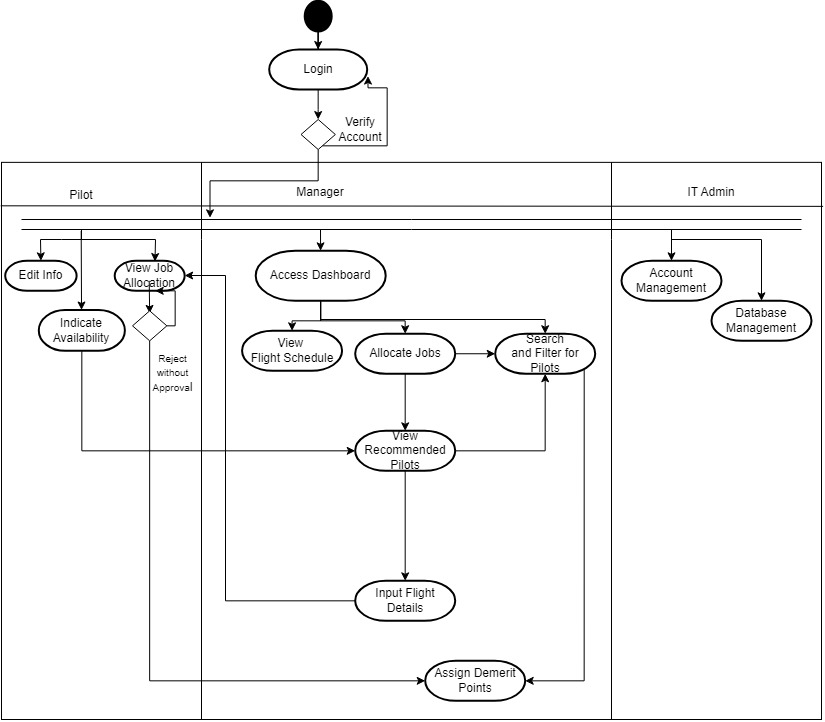 Login
Verify
Account
Pilot
Manager
IT Admin
Edit Info
View Job
Allocation
Access Dashboard
Account
Management
Indicate
Availability
Database
Management
View
Flight Schedule
Allocate Jobs
Search
and Filter for
Pilots
Reject
without
Approval
View
Recommended
Pilots
Input Flight
Details
Assign Demerit
Points